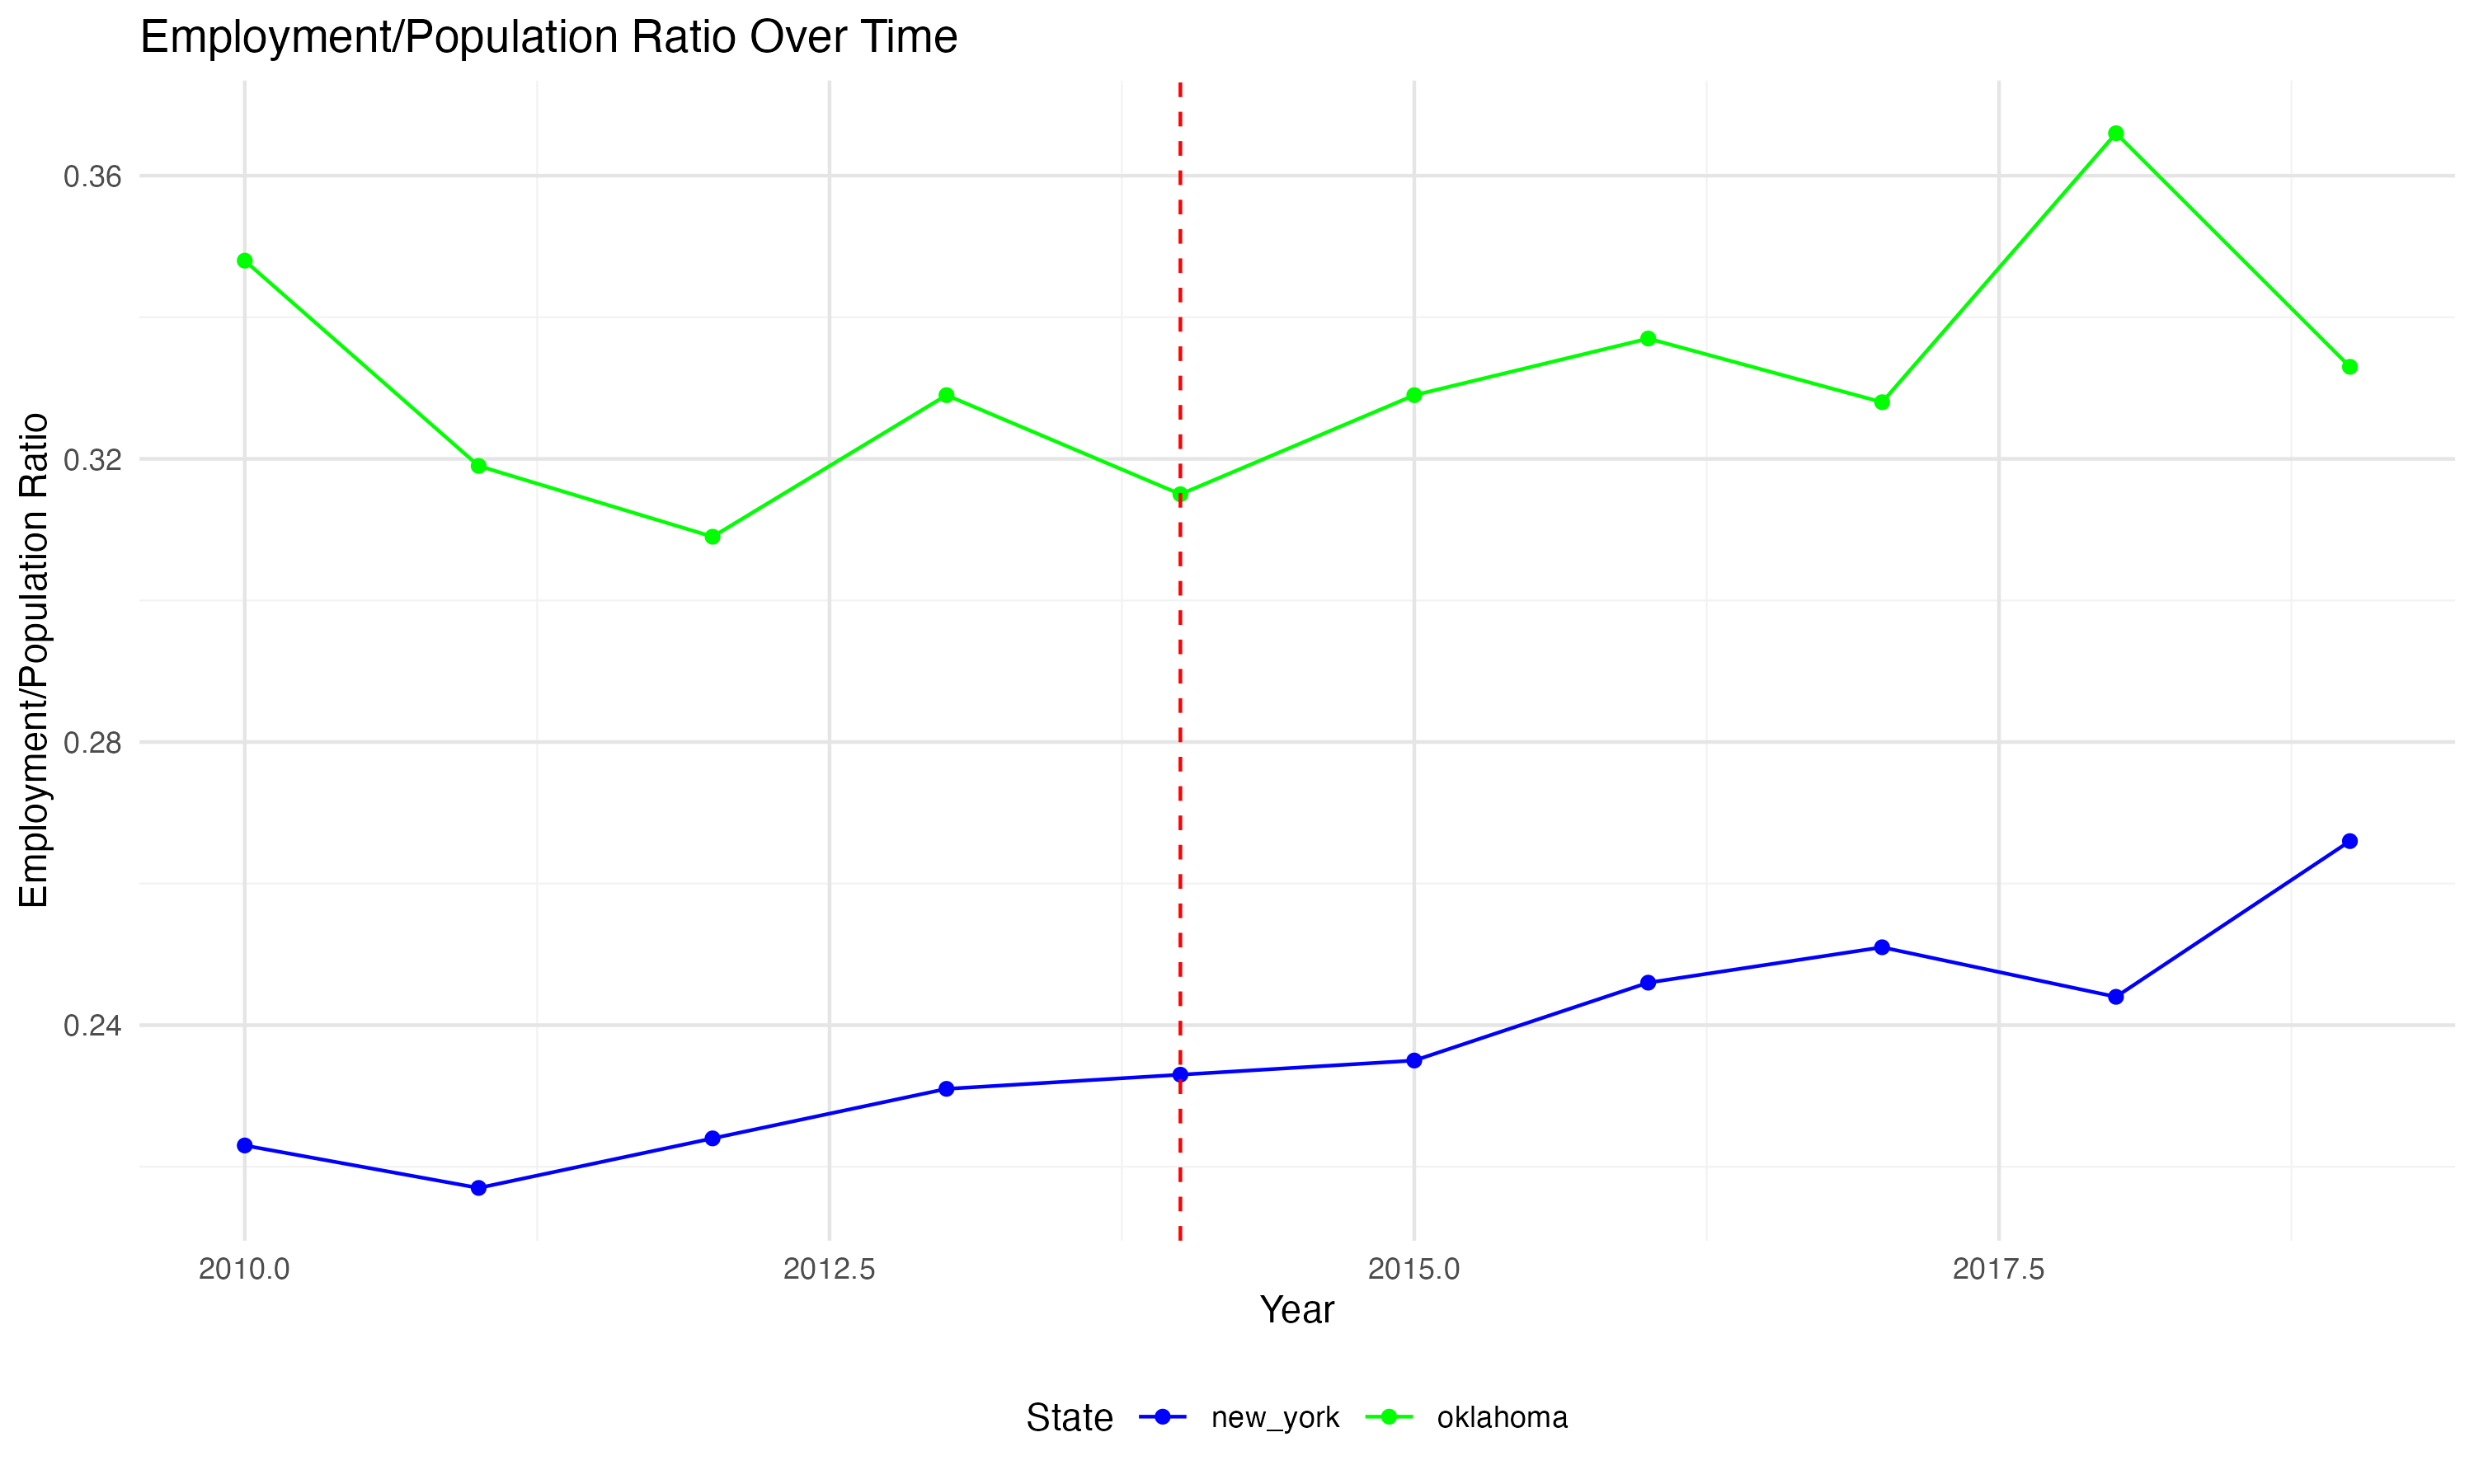 Employment/Population Ratio Over Time
Employment/Population Ratio
0.36
0.32
0.28
0.24
2010.0 2012.5 2015.0 2017.5
Year
State new_york oklahoma